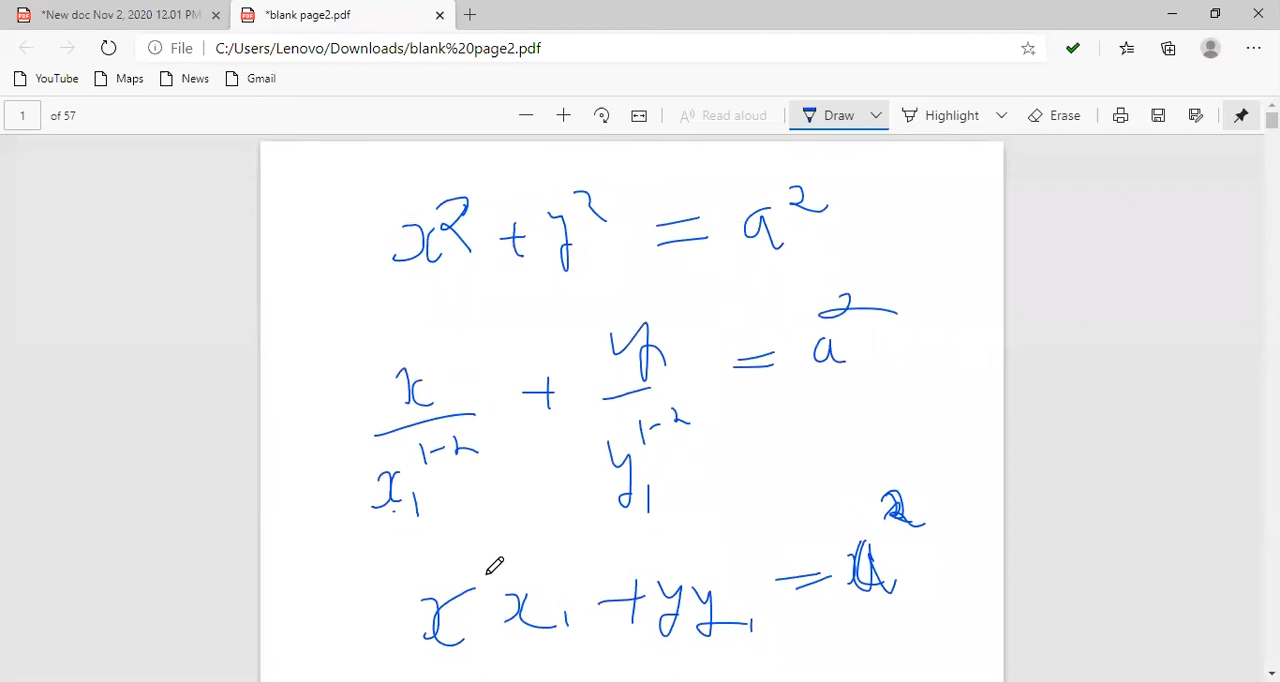 *New doc Nov 2, 2020 12.01 PM *blank page2.pdf
File C:/Users/Lenovo/Downloads/blank%20page2.pdf
YouTube Maps News Gmail
1 of 57 Read aloud Draw Highlight Erase
x² + y² = a²
x/x₁^(1-2) + y/y₁^(1-2) = a²
x x₁ + yy₁ = a²